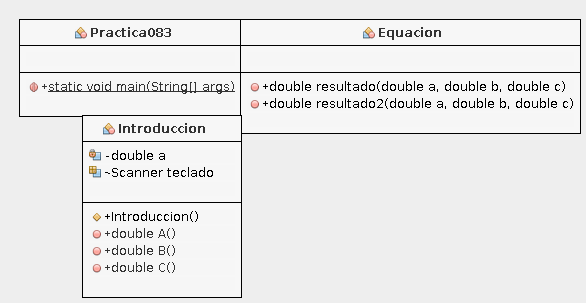 Practica083
+static void main(String[] args)
Equacion
+double resultado(double a, double b, double c)
+double resultado2(double a, double b, double c)
Introduccion
-double a
~Scanner teclado
+Introduccion()
+double A()
+double B()
+double C()